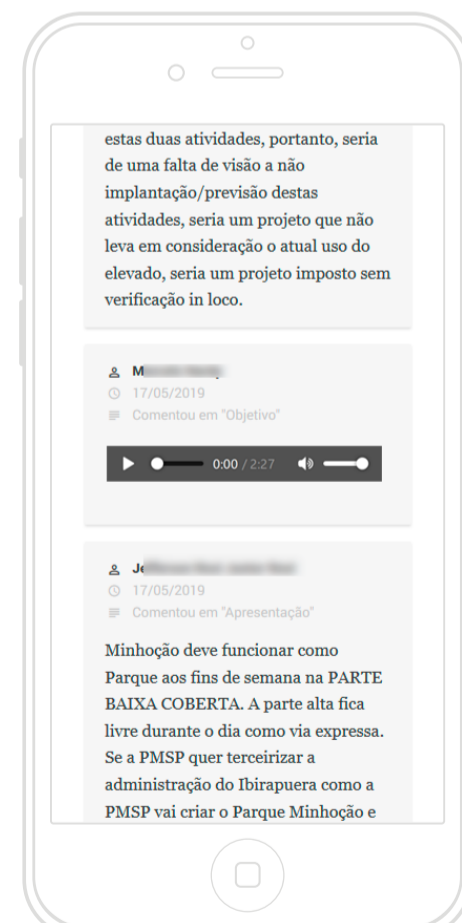 estas duas atividades, portanto, seria
de uma falta de visão a não
implantação/previsão destas
atividades, seria um projeto que não
leva em consideração o atual uso do
elevado, seria um projeto imposto sem
verificação in loco.
M
17/05/2019
Comentou em "Objetivo"
0:00 / 2:27
Je
17/05/2019
Comentou em "Apresentação"
Minhocão deve funcionar como
Parque aos fins de semana na PARTE
BAIXA COBERTA. A parte alta fica
livre durante o dia como via expressa.
Se a PMSP quer terceirizar a
administração do Ibirapuera como a
PMSP vai criar o Parque Minhocão e